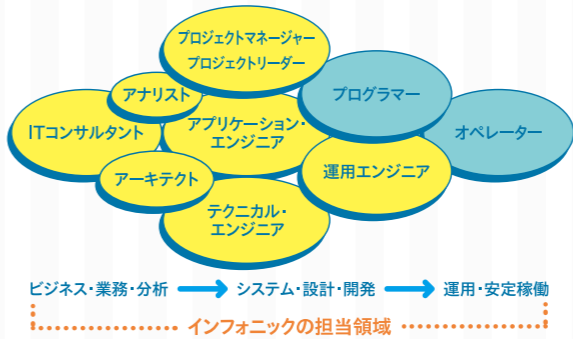 プロジェクトマネージャー
プロジェクトリーダー
アナリスト
プログラマー
ITコンサルタント
アプリケーション・
エンジニア
オペレーター
アーキテクト
運用エンジニア
テクニカル・
エンジニア
ビジネス・業務・分析
システム・設計・開発
運用・安定稼働
インフォニックの担当領域